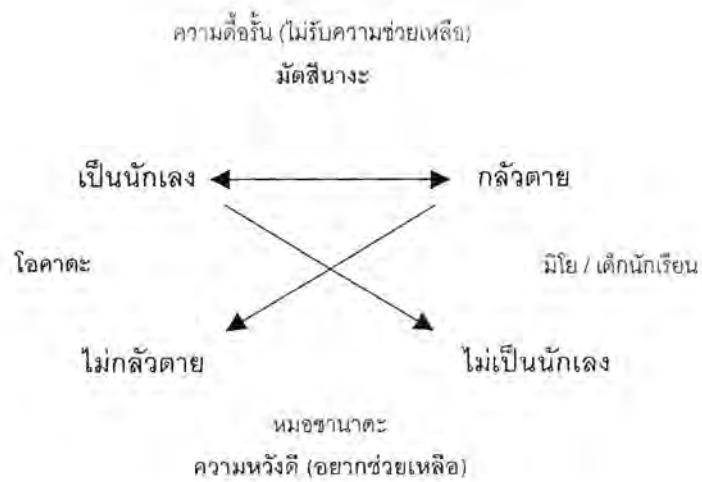 ความดื้อรั้น (ไม่รับความช่วยเหลือ)
มัตสึนางะ
เป็นนักเลง
กลัวตาย
โอคาดะ
มิโย / เด็กนักเรียน
ไม่กลัวตาย
ไม่เป็นนักเลง
หมอซานาดะ
ความหวังดี (อยากช่วยเหลือ)